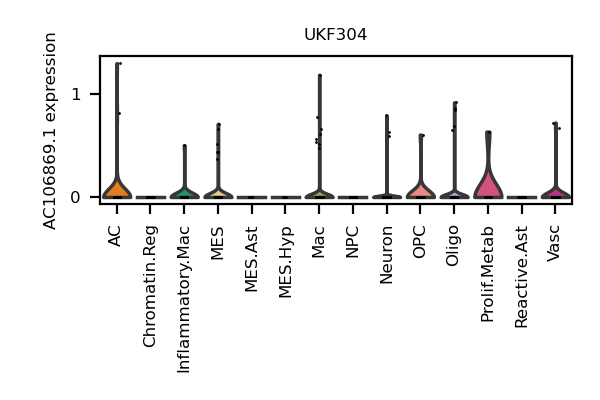 UKF304
AC106869.1 expression
1
0
AC
Chromatin.Reg
Inflammatory.Mac
MES
MES.Ast
MES.Hyp
Mac
NPC
Neuron
OPC
Oligo
Prolif.Metab
Reactive.Ast
Vasc